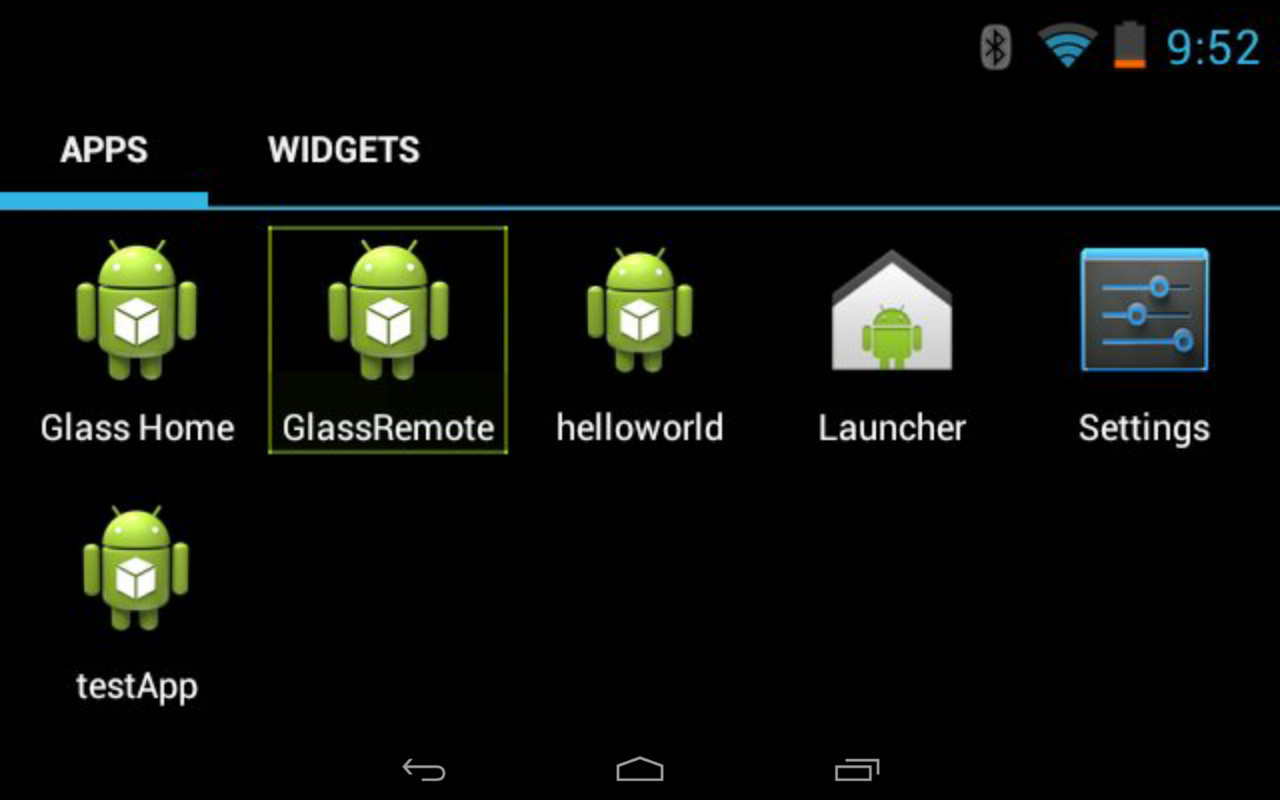 9:52
APPS WIDGETS
Glass Home GlassRemote helloworld Launcher Settings
testApp